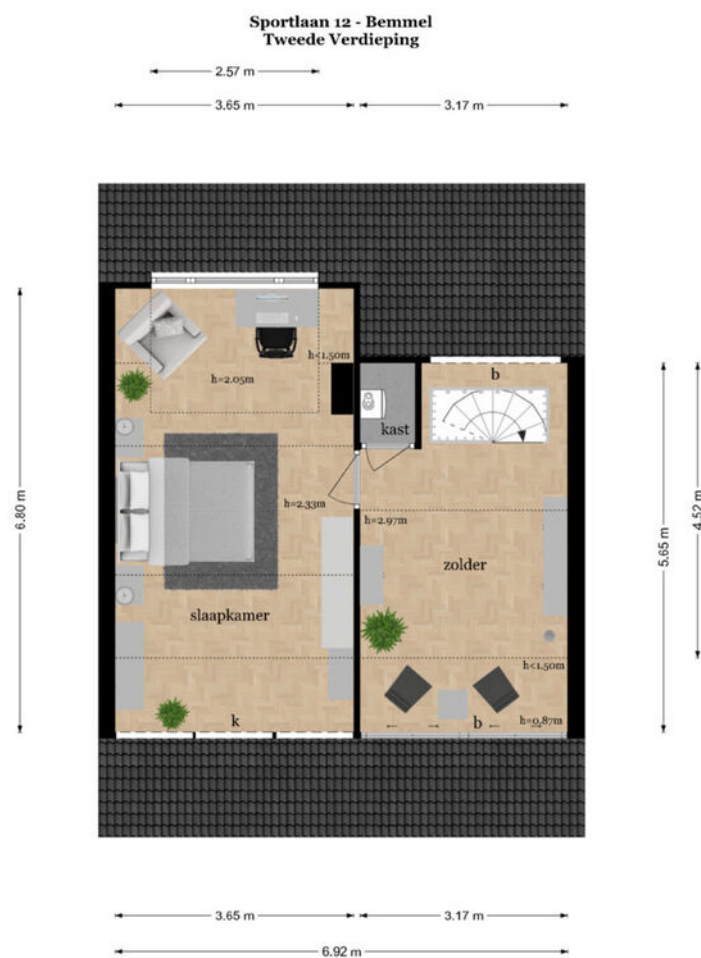 Sportlaan 12 - Bemmel
Tweede Verdieping
2.57 m
3.65 m
3.17 m
h<1.50m
h=2.05m
b
kast
6.80 m
h=2.33m
h=2.97m
5.65 m
4.52 m
zolder
slaapkamer
h<1.50m
k
b
h=0.87m
3.65 m
3.17 m
6.92 m